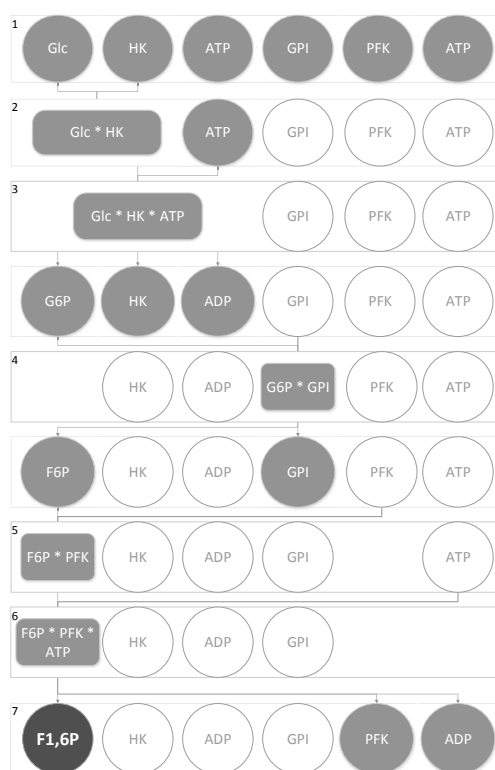 1
Glc HK ATP GPI PFK ATP
2
Glc * HK ATP GPI PFK ATP
3
Glc * HK * ATP GPI PFK ATP
G6P HK ADP GPI PFK ATP
4
HK ADP G6P * GPI PFK ATP
F6P HK ADP GPI PFK ATP
5
F6P * PFK HK ADP GPI ATP
6
F6P * PFK *
ATP HK ADP GPI
7
F1,6P HK ADP GPI PFK ADP